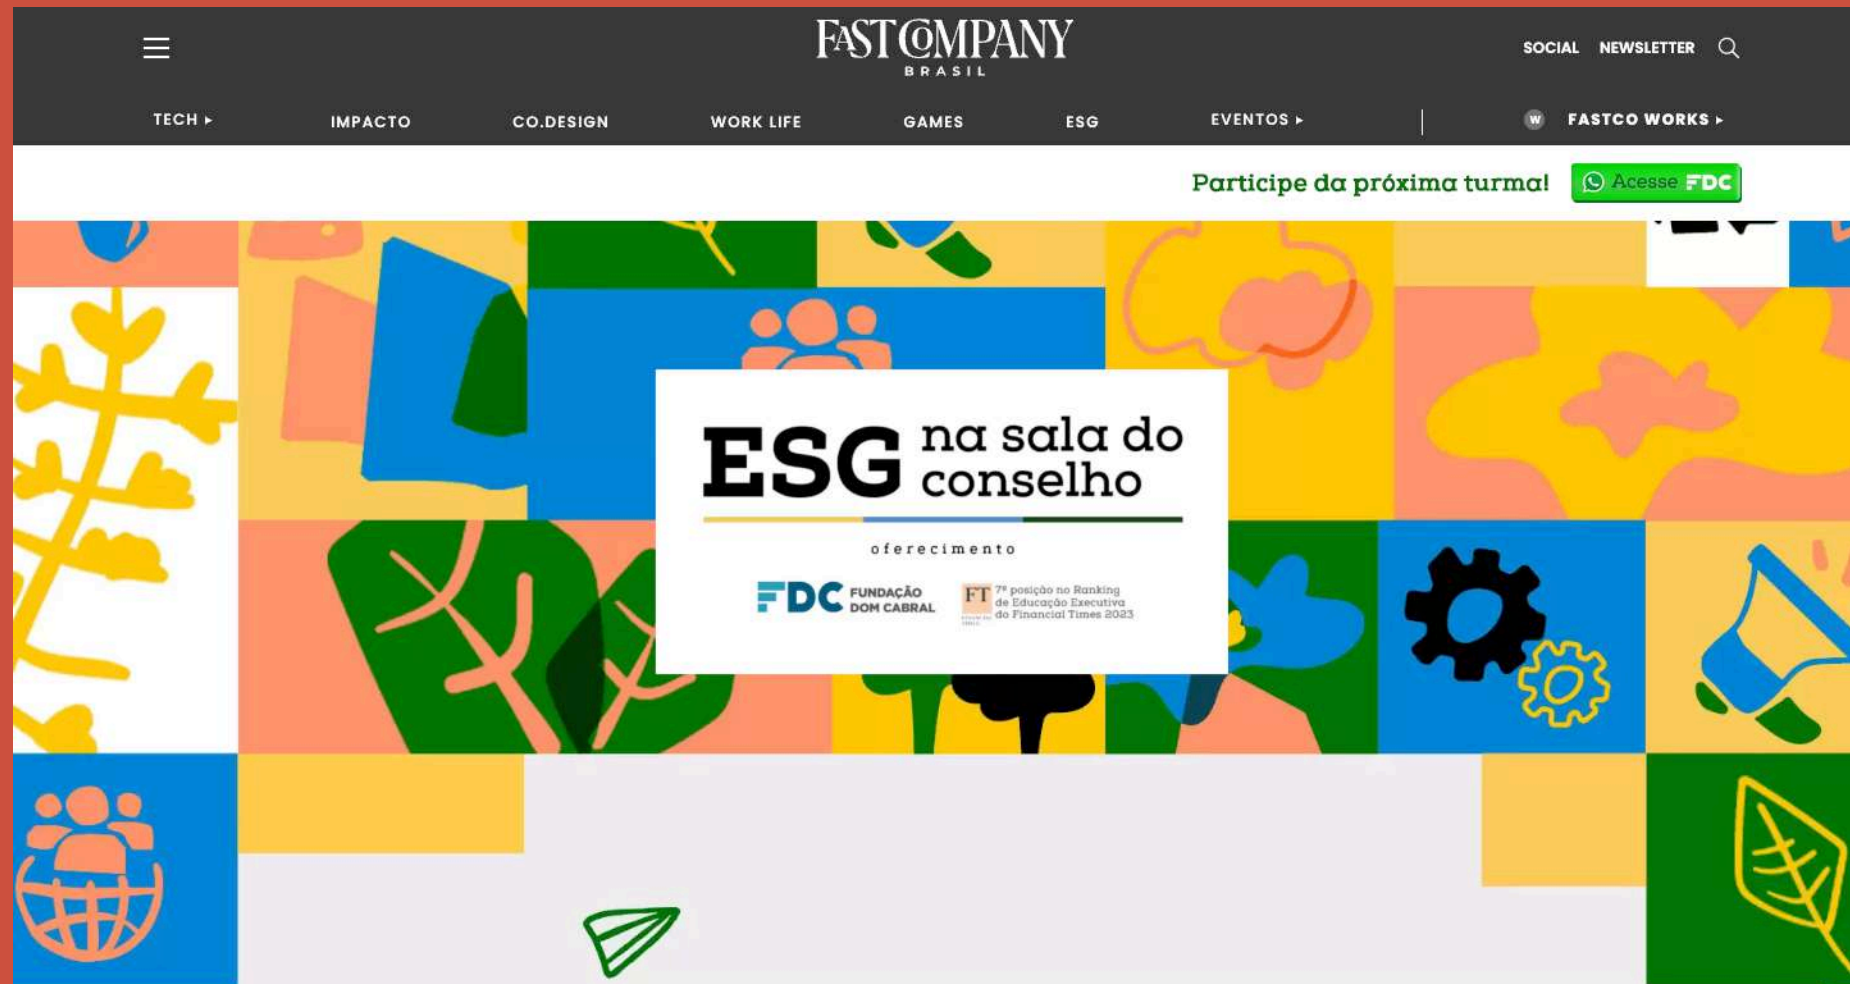 FAST COMPANY
BRASIL
SOCIAL NEWSLETTER
TECH ▸ IMPACTO CO.DESIGN WORK LIFE GAMES ESG EVENTOS ▸ W FASTCO WORKS ▸
Participe da próxima turma! Acesse FDC
ESG na sala do
conselho
oferecimento
FDC FUNDAÇÃO
DOM CABRAL
FT 7ª posição no Ranking
de Educação Executiva
do Financial Times 2023